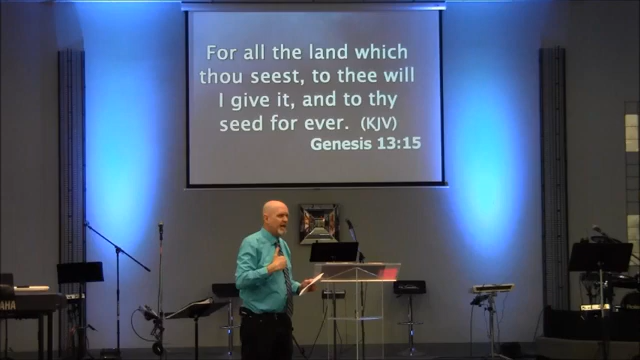 For all the land which
thou seest, to thee will
I give it, and to thy
seed for ever. (KJV)
Genesis 13:15
AHA